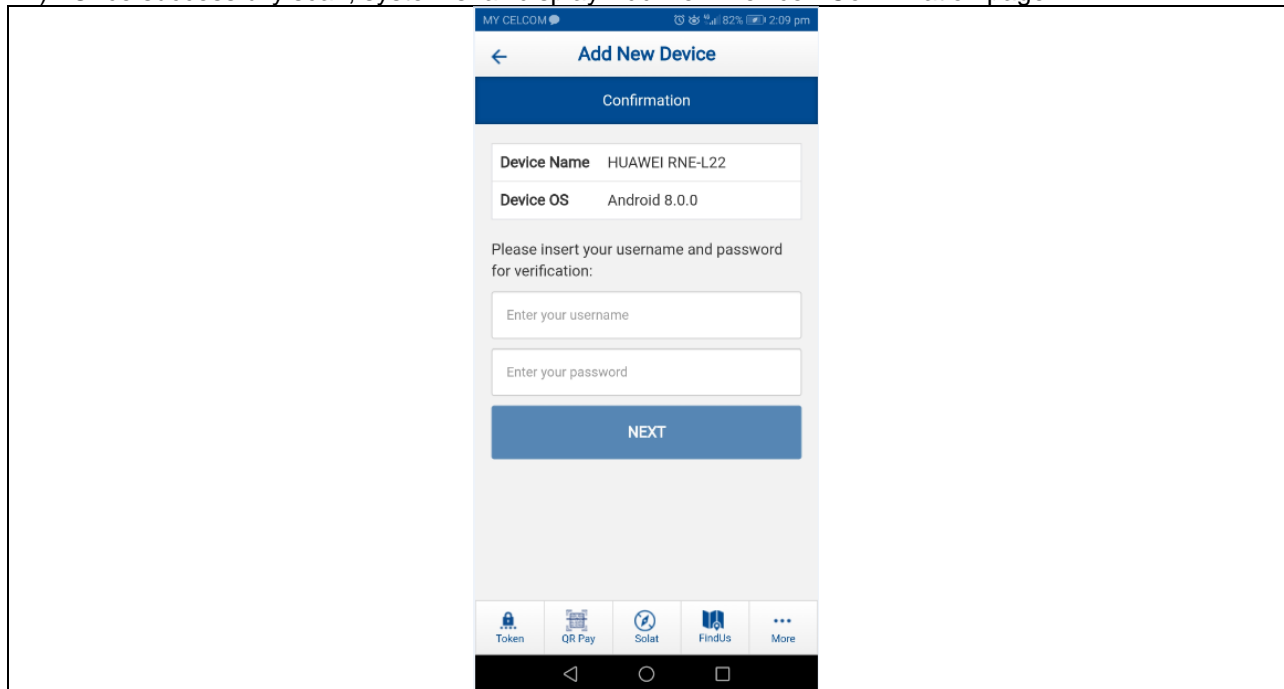 MY CELCOM 82% 2:09 pm
Add New Device
Confirmation
Device Name HUAWEI RNE-L22
Device OS Android 8.0.0
Please insert your username and password
for verification:
Enter your username
Enter your password
NEXT
Token QR Pay Solat FindUs More